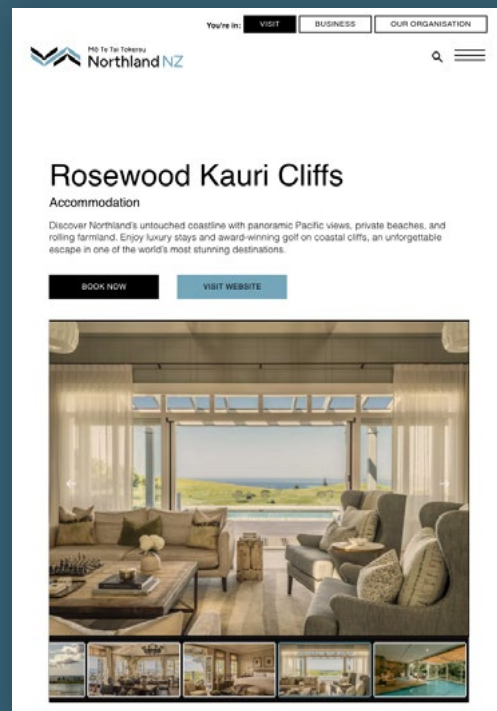 You're in: VISIT BUSINESS OUR ORGANISATION
Mō Te Tai Tokerau
Northland NZ
Rosewood Kauri Cliffs
Accommodation
Discover Northland's untouched coastline with panoramic Pacific views, private beaches, and
rolling farmland. Enjoy luxury stays and award-winning golf on coastal cliffs, an unforgettable
escape in one of the world's most stunning destinations.
BOOK NOW VISIT WEBSITE